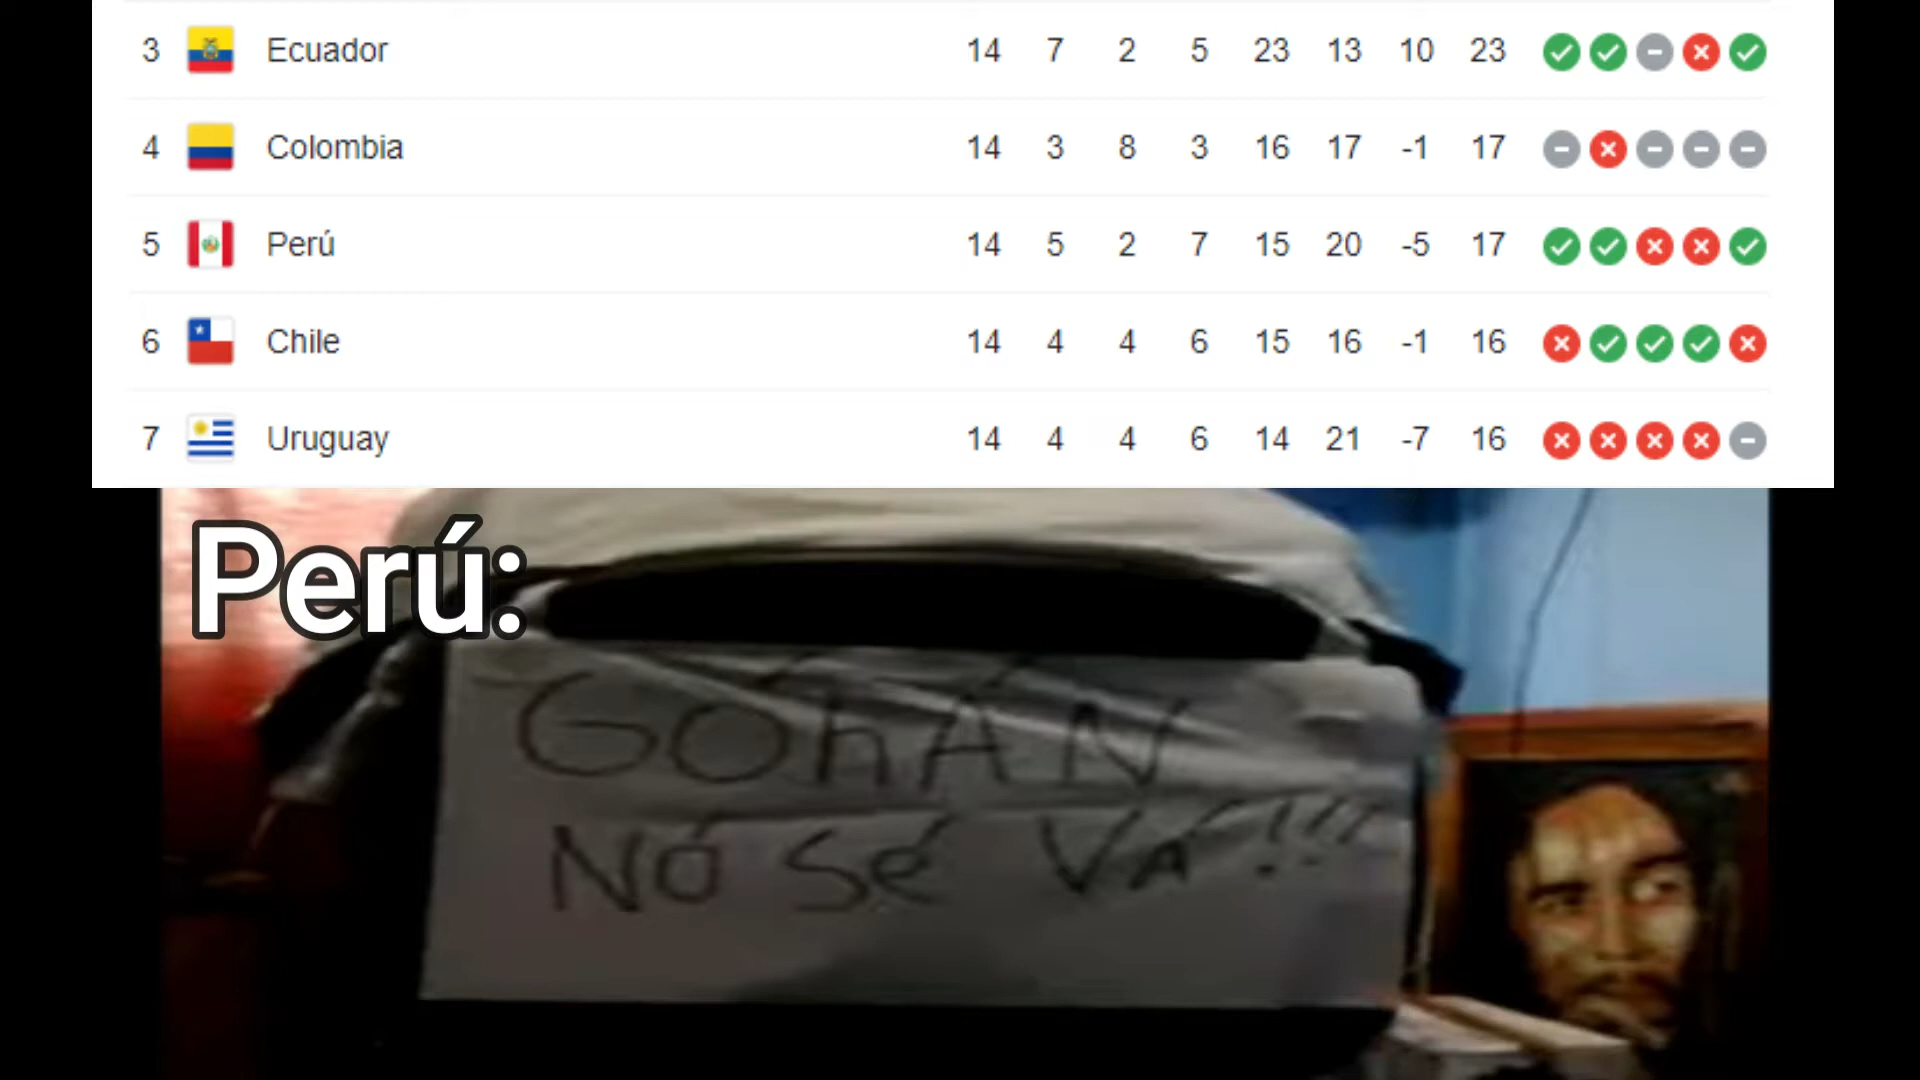 3 Ecuador 14 7 2 5 23 13 10 23
4 Colombia 14 3 8 3 16 17 -1 17
5 Perú 14 5 2 7 15 20 -5 17
6 Chile 14 4 4 6 15 16 -1 16
7 Uruguay 14 4 4 6 14 21 -7 16
Perú:
GÓhÁN
NÓ Sé VÁ!!!